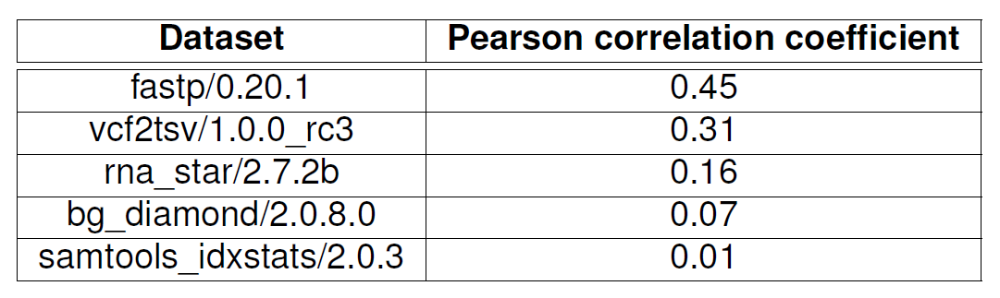 Dataset Pearson correlation coefficient
fastp/0.20.1 0.45
vcf2tsv/1.0.0_rc3 0.31
rna_star/2.7.2b 0.16
bg_diamond/2.0.8.0 0.07
samtools_idxstats/2.0.3 0.01